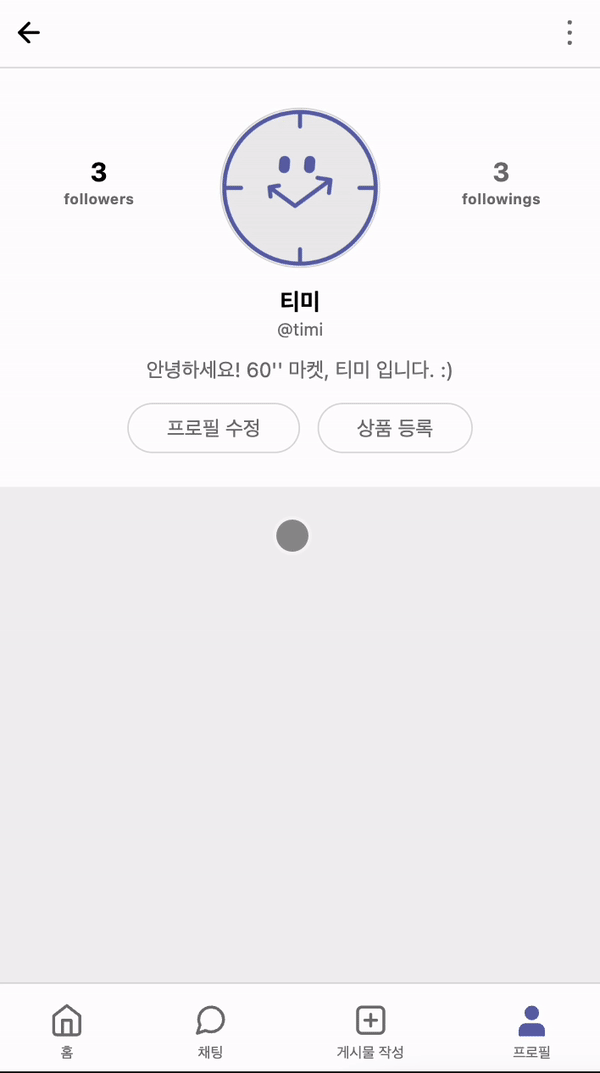 3
followers
3
followings
티미
@timi
안녕하세요! 60'' 마켓, 티미 입니다. :)
프로필 수정
상품 등록
홈
채팅
게시물 작성
프로필